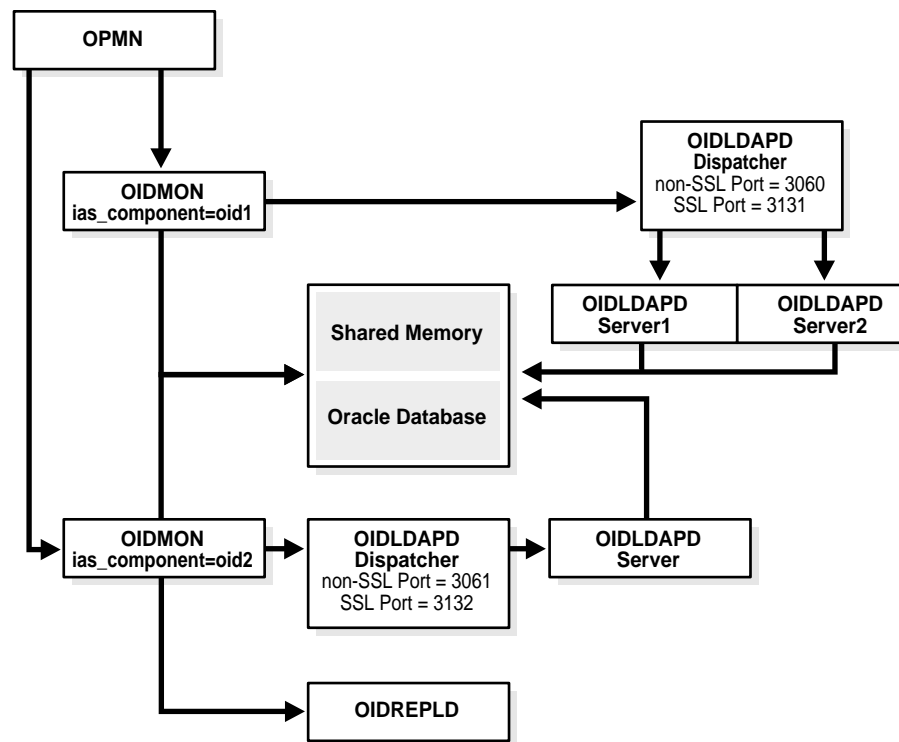 OPMN
OIDMON
ias_component=oid1
OIDLDAPD
Dispatcher
non-SSL Port = 3060
SSL Port = 3131
OIDLDAPD
Server1
OIDLDAPD
Server2
Shared Memory
Oracle Database
OIDMON
ias_component=oid2
OIDLDAPD
Dispatcher
non-SSL Port = 3061
SSL Port = 3132
OIDLDAPD
Server
OIDREPLD